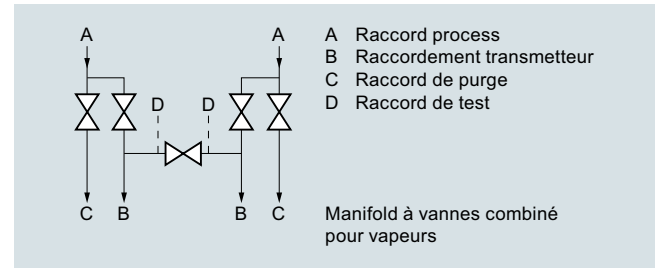 A A
A Raccord process
B Raccordement transmetteur
C Raccord de purge
D Raccord de test
D D
C B B C
Manifold à vannes combiné
pour vapeurs